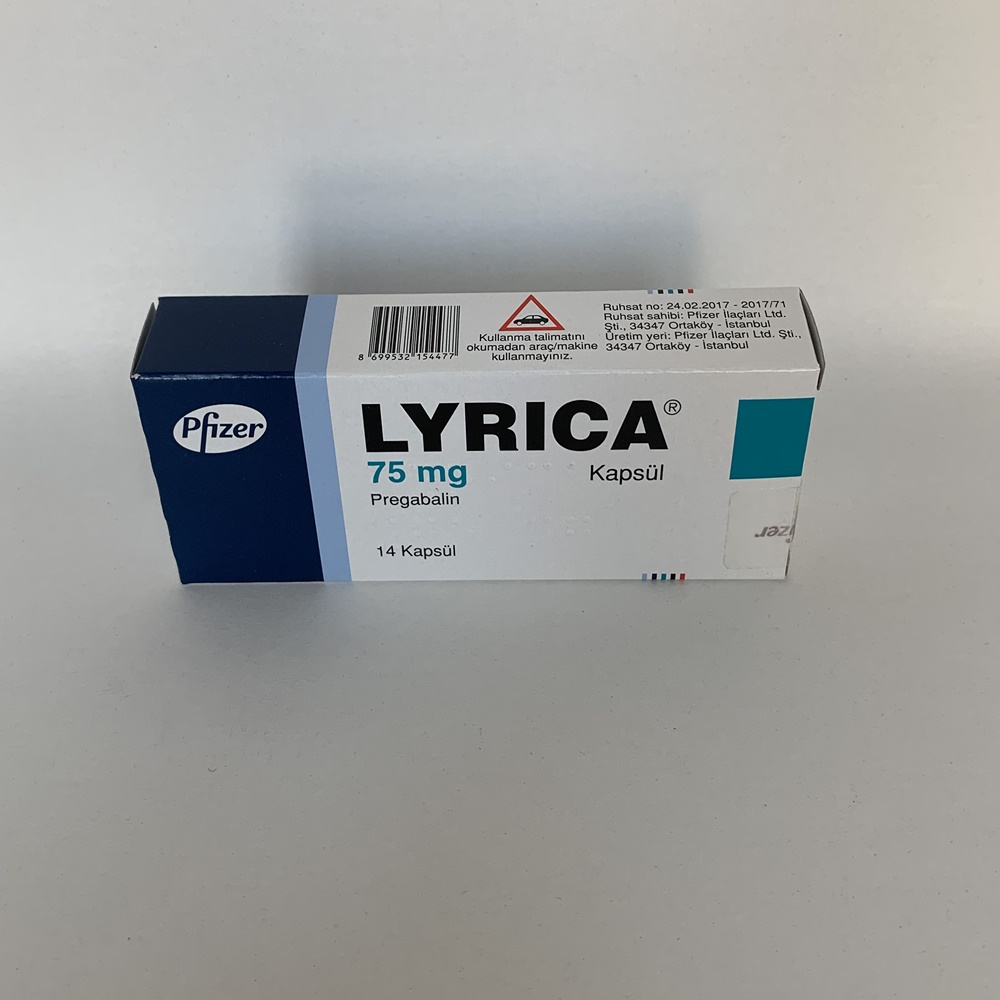 8 699532 154477
Kullanma talimatını
okumadan araç/makine
kullanmayınız.
Ruhsat no: 24.02.2017 - 2017/71
Ruhsat sahibi: Pfizer İlaçları Ltd.
Şti., 34347 Ortaköy - İstanbul
Üretim yeri: Pfizer İlaçları Ltd. Şti.,
34347 Ortaköy - İstanbul
Pfizer
LYRICA®
75 mg
Kapsül
Pregabalin
14 Kapsül
izer